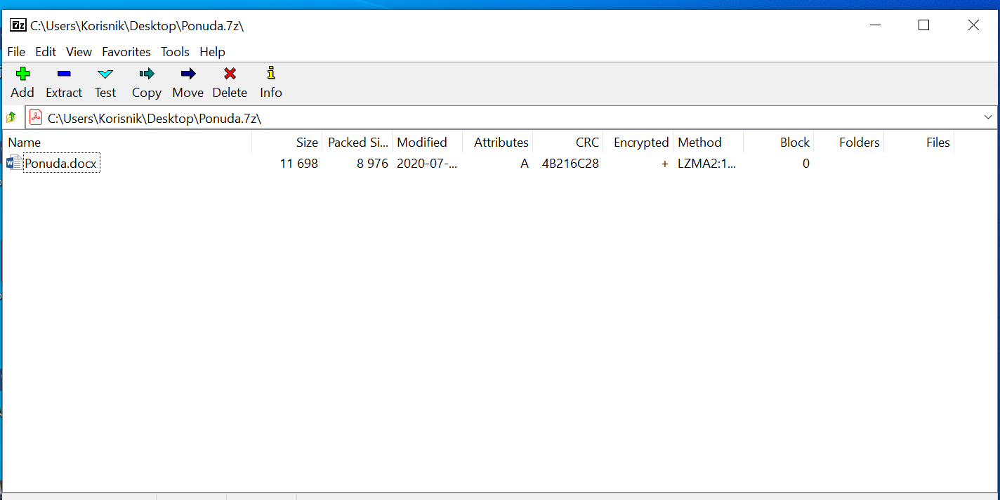 C:\Users\Korisnik\Desktop\Ponuda.7z\
File Edit View Favorites Tools Help
Add Extract Test Copy Move Delete Info
C:\Users\Korisnik\Desktop\Ponuda.7z\
Name Size Packed Si... Modified Attributes CRC Encrypted Method Block Folders Files
Ponuda.docx 11 698 8 976 2020-07-... A 4B216C28 + LZMA2:1... 0